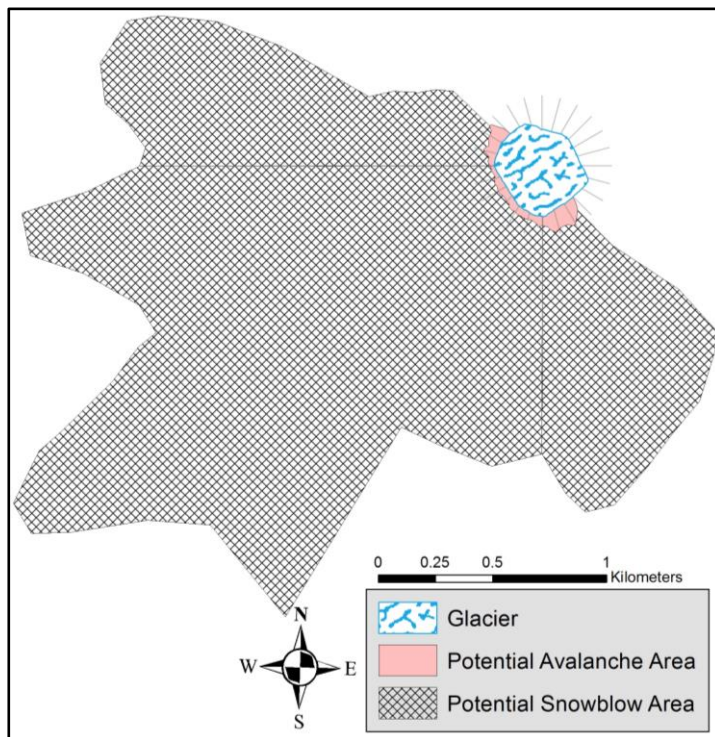 0 0.25 0.5 1
Kilometers
N
W E
S
Glacier
Potential Avalanche Area
Potential Snowblow Area